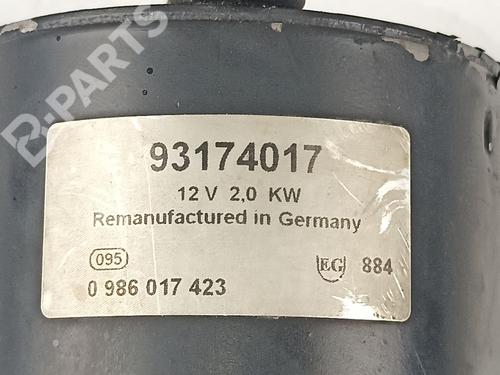 B-PARTS
93174017
12 V 2,0 KW
Remanufactured in Germany
095
EG 884
0 986 017 423